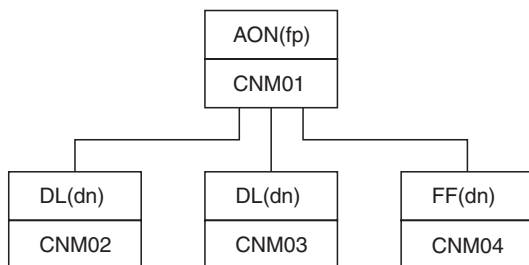 AON(fp)
CNM01
DL(dn)
CNM02
DL(dn)
CNM03
FF(dn)
CNM04